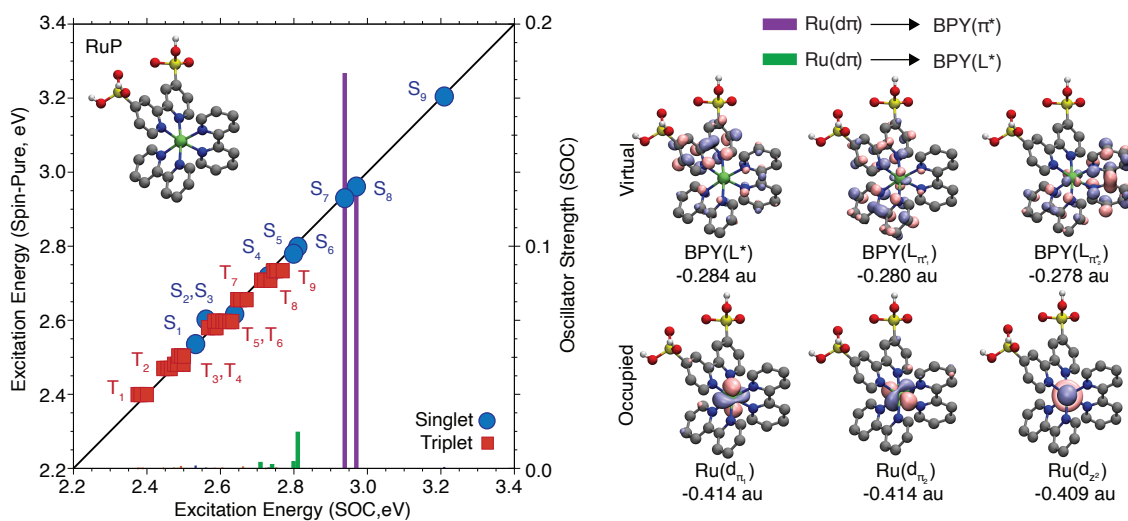 RuP
Excitation Energy (Spin-Pure, eV)
3.4
3.2
3.0
2.8
2.6
2.4
2.2
2.2
2.4
2.6
2.8
3.0
3.2
3.4
Excitation Energy (SOC,eV)
0.2
0.1
0.0
Oscillator Strength (SOC)
S9
S7
S8
S5
S6
S4
T7
T9
T8
S2,S3
S1
T5,T6
T2
T3,T4
T1
Singlet
Triplet
Ru(dπ) → BPY(π*)
Ru(dπ) → BPY(L*)
Virtual
BPY(L*)
-0.284 au
BPY(Lπ*1)
-0.280 au
BPY(Lπ*2)
-0.278 au
Occupied
Ru(dπ1)
-0.414 au
Ru(dπ2)
-0.414 au
Ru(dz2)
-0.409 au